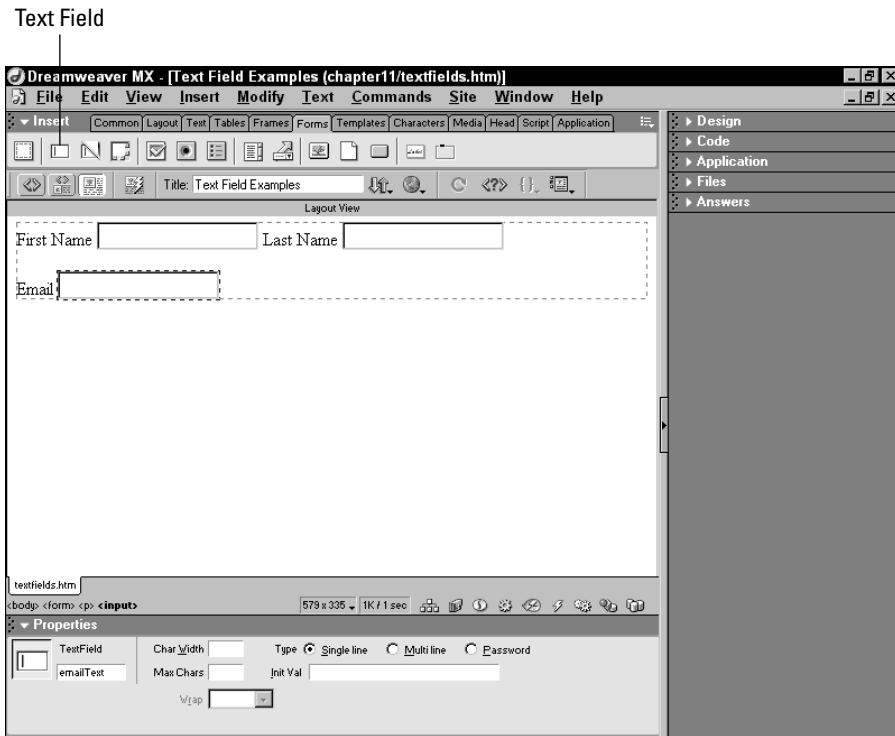 Text Field
Dreamweaver MX - [Text Field Examples (chapter11/textfields.htm)]
File Edit View Insert Modify Text Commands Site Window Help
Insert Common Layout Text Tables Frames Forms Templates Characters Media Head Script Application
Title: Text Field Examples
Layout View
First Name Last Name
Email
Design
Code
Application
Files
Answers
textfields.htm
<body> <form> <p> <input> 579 x 335 1K / 1 sec
Properties
TextField Char Width Type Single line Multi line Password
emailText Max Chars Init Val
Wrap